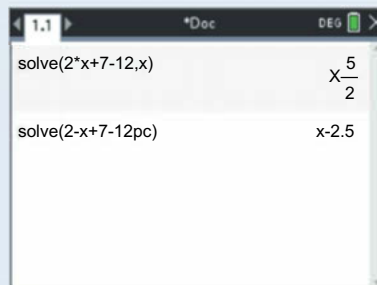 1.1 *Doc DEG X
solve(2*x+7-12,x)
X 5/2
solve(2-x+7-12pc)
x-2.5